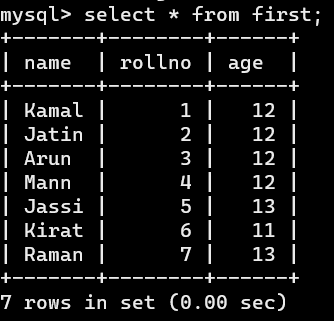 mysql> select * from first;
+-------+--------+------+
| name  | rollno | age  |
+-------+--------+------+
| Kamal |      1 |   12 |
| Jatin |      2 |   12 |
| Arun  |      3 |   12 |
| Mann  |      4 |   12 |
| Jassi |      5 |   13 |
| Kirat |      6 |   11 |
| Raman |      7 |   13 |
+-------+--------+------+
7 rows in set (0.00 sec)